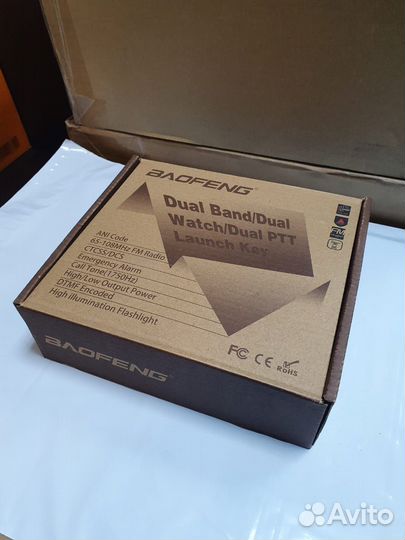 BAOFENG
Dual Band/Dual
Watch/Dual PTT
Launch Key
ANI Code
65-108MHz FM Radio
CTCSS/DCS
Emergency Alarm
Call Tone(1750Hz)
High/Low Output Power
DTMF Encoded
High illumination Flashlight
FM
FC CE RoHS
BAOFENG
Avito